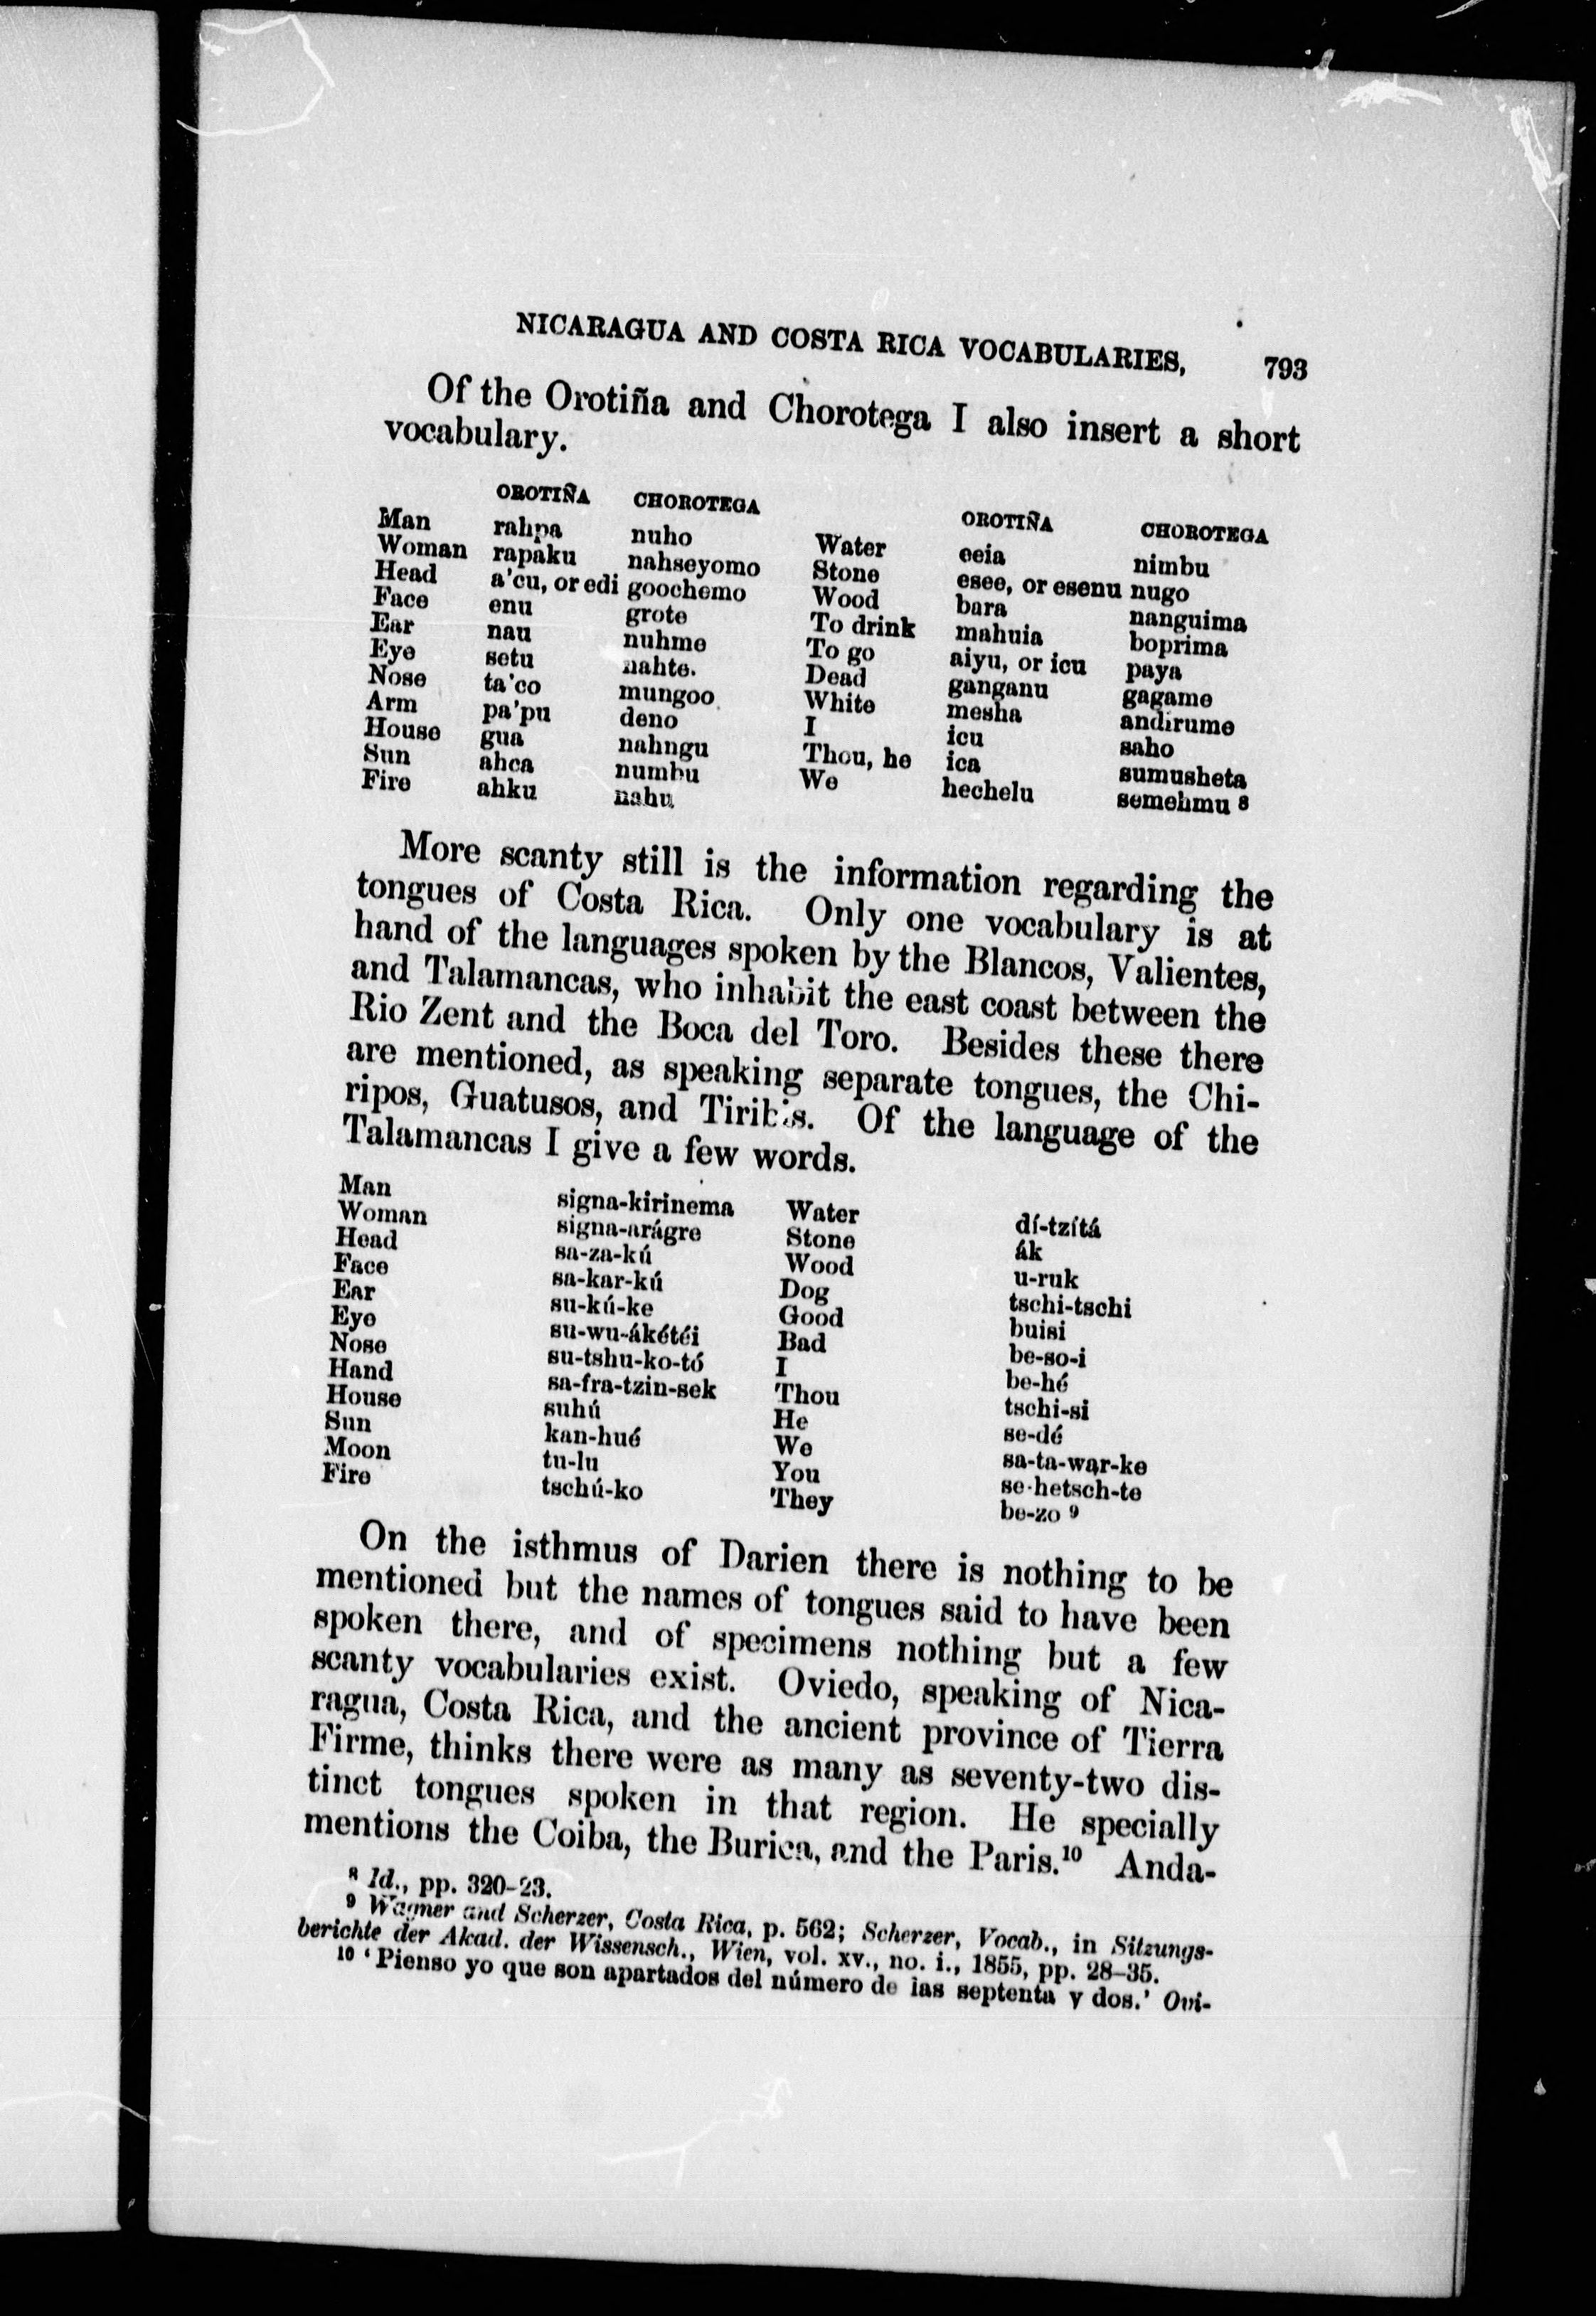 NICARAGUA AND COSTA RICA VOCABULARIES, 793
Of the Orotiña and Chorotega I also insert a short
vocabulary.
OROTIÑA CHOROTEGA OROTIÑA CHOROTEGA
Man rahpa nuho Water eeia nimbu
Woman rapaku nahseyomo Stone esee, or esenu nugo
Head a'cu, or edi goochemo Wood bara nanguima
Face enu grote To drink mahuia boprima
Ear nau nuhme To go aiyu, or icu paya
Eye setu nahte. Dead ganganu gagame
Nose ta'co mungoo White mesha andirume
Arm pa'pu deno I icu saho
House gua nahngu Thou, he ica sumusheta
Sun ahca numbu We hechelu semehmu 8
Fire ahku nahu
More scanty still is the information regarding the
tongues of Costa Rica. Only one vocabulary is at
hand of the languages spoken by the Blancos, Valientes,
and Talamancas, who inhabit the east coast between the
Rio Zent and the Boca del Toro. Besides these there
are mentioned, as speaking separate tongues, the Chi-
ripos, Guatusos, and Tiribis. Of the language of the
Talamancas I give a few words.
Man signa-kirinema Water dí-tzítá
Woman signa-arágre Stone ák
Head sa-za-kú Wood u-ruk
Face sa-kar-kú Dog tschi-tschi
Ear su-kú-ke Good buisi
Eye su-wu-ákétéi Bad be-so-i
Nose su-tshu-ko-tó I be-hé
Hand sa-fra-tzin-sek Thou tschi-si
House suhú He se-dé
Sun kan-hué We sa-ta-war-ke
Moon tu-lu You se-hetsch-te
Fire tschú-ko They be-zo 9
On the isthmus of Darien there is nothing to be
mentioned but the names of tongues said to have been
spoken there, and of specimens nothing but a few
scanty vocabularies exist. Oviedo, speaking of Nica-
ragua, Costa Rica, and the ancient province of Tierra
Firme, thinks there were as many as seventy-two dis-
tinct tongues spoken in that region. He specially
mentions the Coiba, the Burica, and the Paris.10 Anda-
8 Id., pp. 320-23.
9 Wagner and Scherzer, Costa Rica, p. 562; Scherzer, Vocab., in Sitzungs-
berichte der Akad. der Wissensch., Wien, vol. xv., no. i., 1855, pp. 28-35.
10 'Pienso yo que son apartados del número de las septenta y dos.' Ovi-